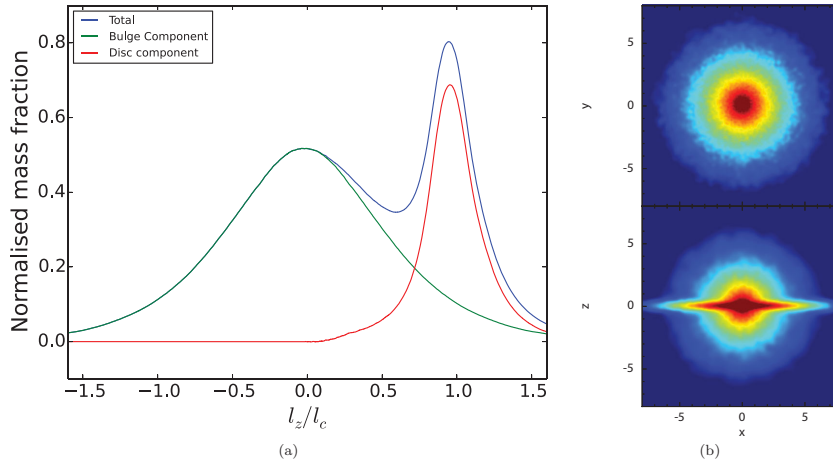 Total
Bulge Component
Disc component
Normalised mass fraction
0.8
0.6
0.4
0.2
0.0
−1.5 −1.0 −0.5 0.0 0.5 1.0 1.5
l_z/l_c
(a)
y
5
0
-5
z
5
0
-5
-5 0 5
x
(b)